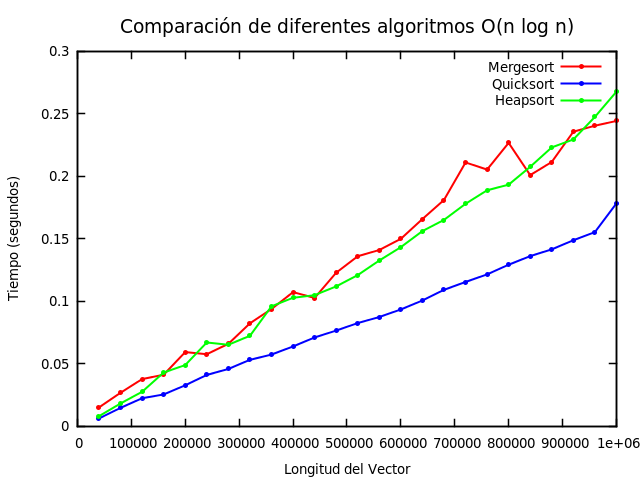 Comparación de diferentes algoritmos O(n log n)
Mergesort
Quicksort
Heapsort
Tiempo (segundos)
0.3
0.25
0.2
0.15
0.1
0.05
0
0 100000 200000 300000 400000 500000 600000 700000 800000 900000 1e+06
Longitud del Vector